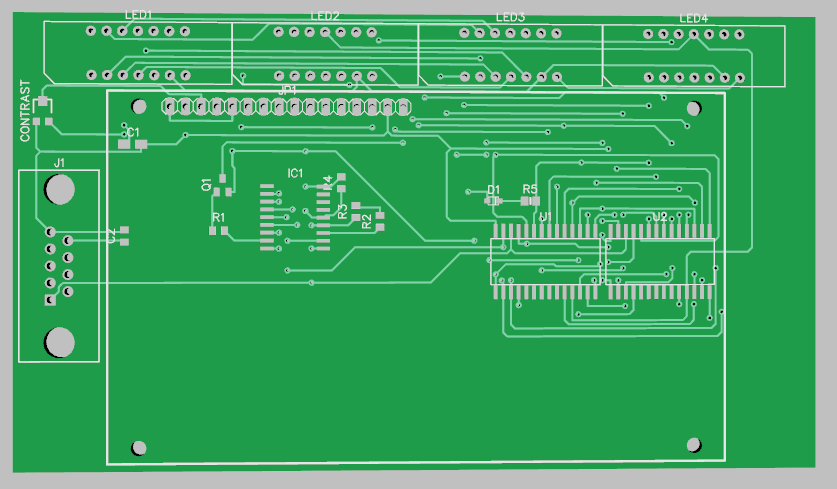 LED1
LED2
LED3
LED4
CONTRAST
JP1
C1
J1
Q1
IC1
R4
D1
R5
R1
R3
R2
U1
U2
C2